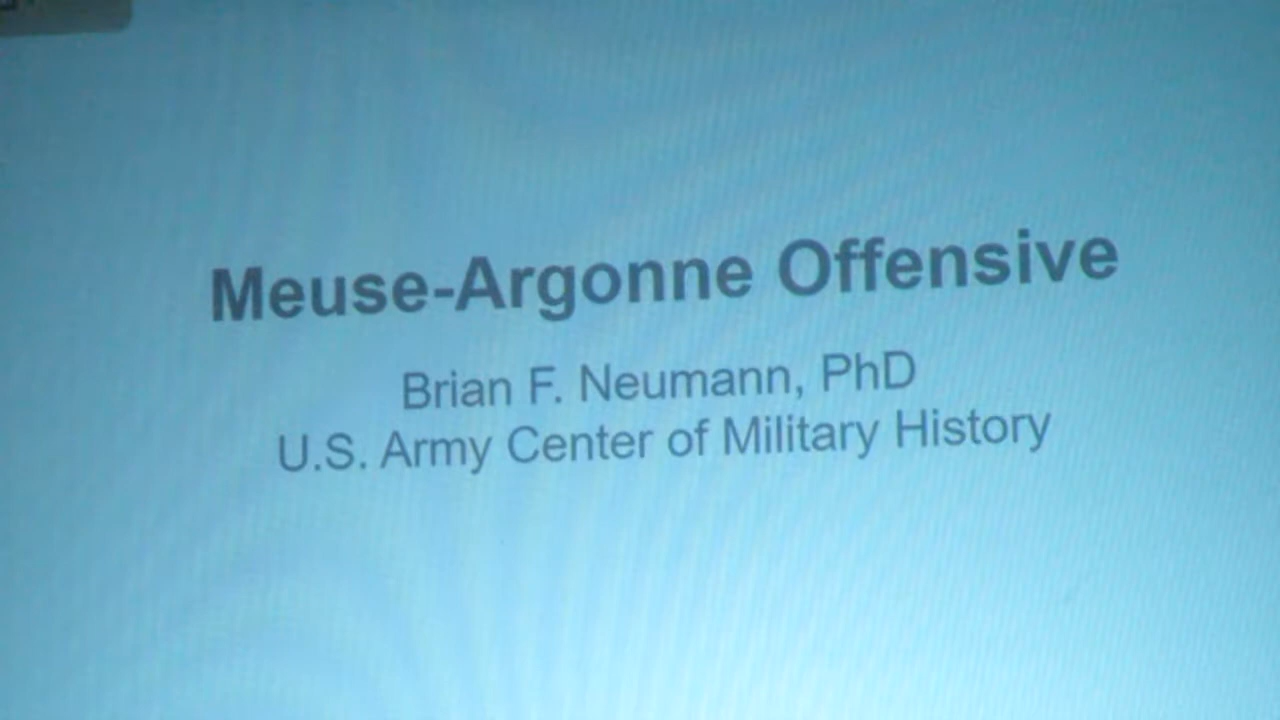 Meuse-Argonne Offensive
Brian F. Neumann, PhD
U.S. Army Center of Military History